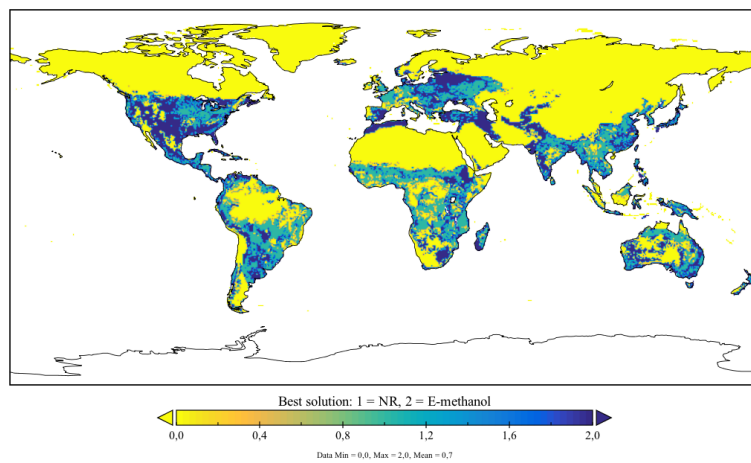 Best solution: 1 = NR, 2 = E-methanol
0,0 0,4 0,8 1,2 1,6 2,0
Data Min = 0,0, Max = 2,0, Mean = 0,7